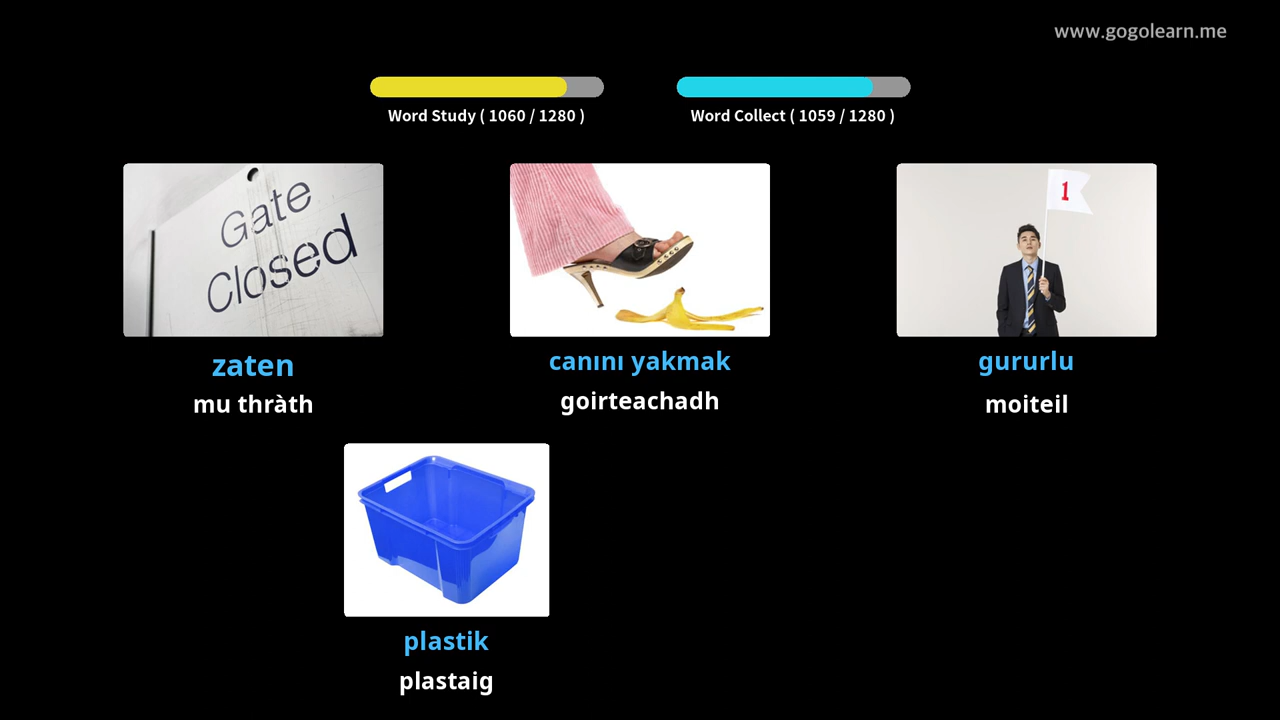 www.gogolearn.me
Word Study ( 1060 / 1280 )
Word Collect ( 1059 / 1280 )
Gate
Closed
1
zaten
mu thràth
canını yakmak
goirteachadh
gururlu
moiteil
plastik
plastaig